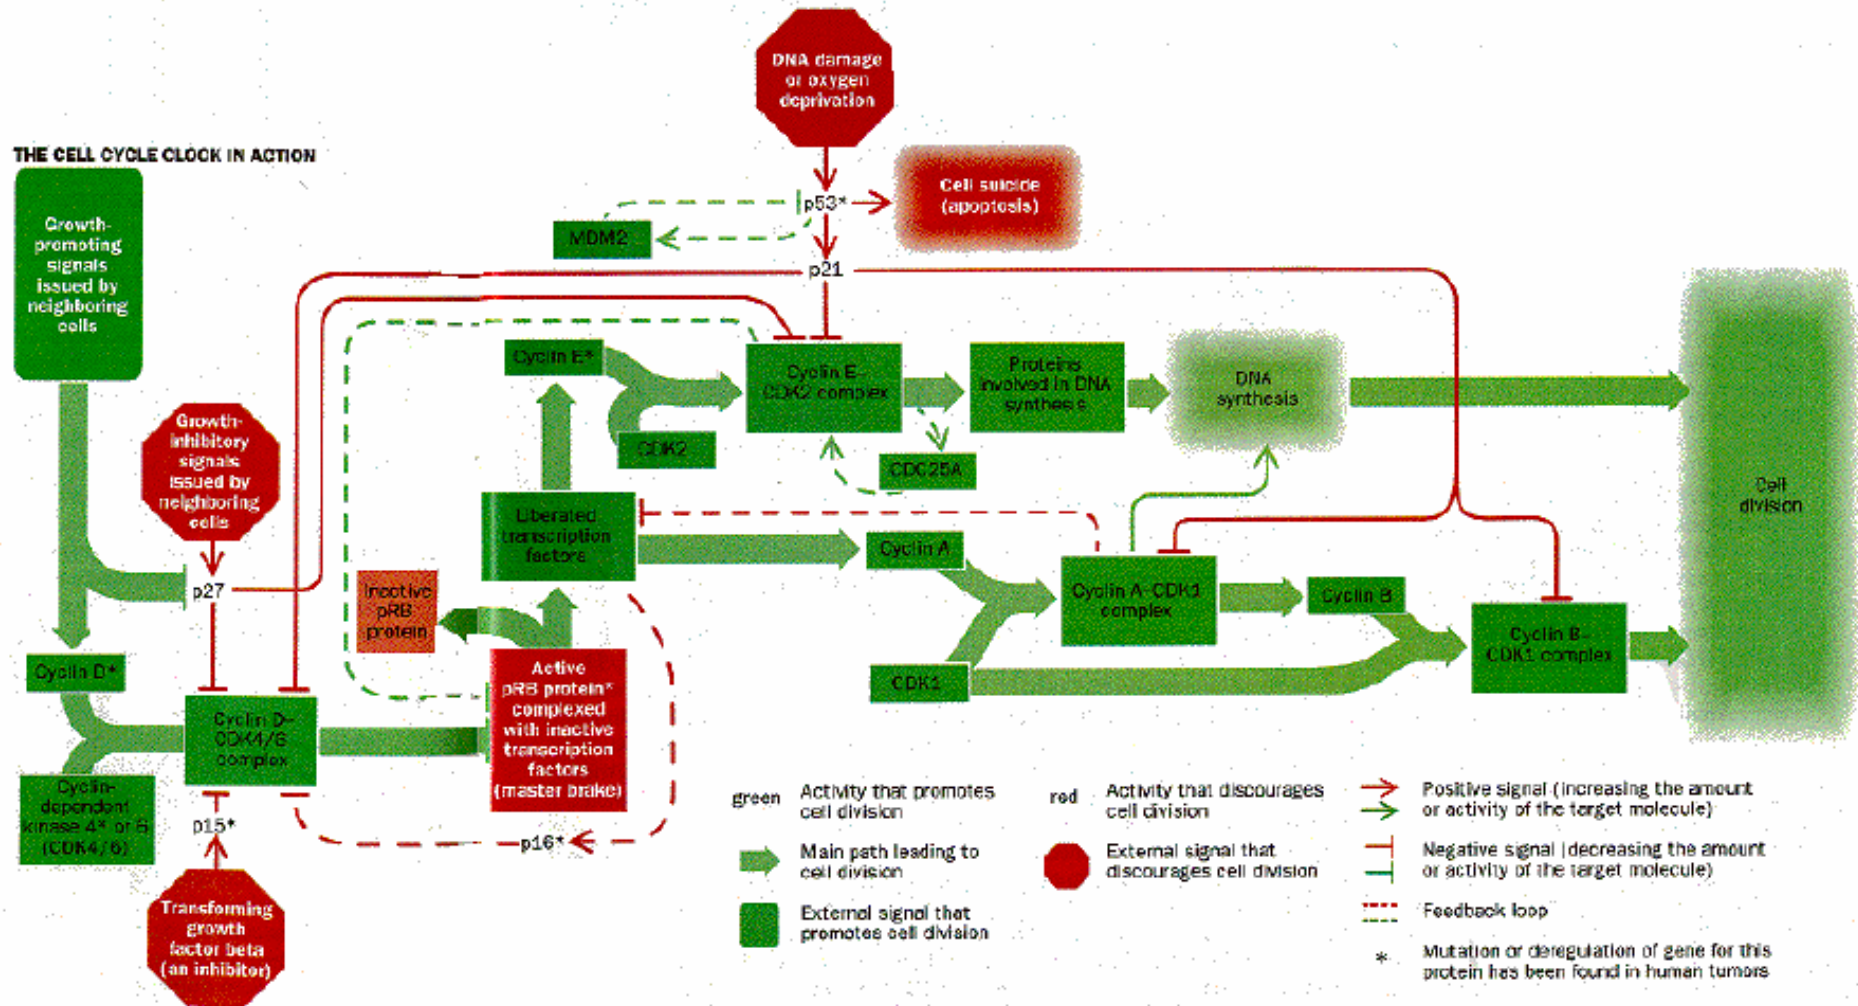 DNA damage
or oxygen
deprivation
THE CELL CYCLE CLOCK IN ACTION
Growth-
promoting
signals
issued by
neighboring
cells
Cell suicide
(apoptosis)
p53*
MDM2
p21
Cyclin E*
CDK2
Cyclin E–
CDK2 complex
Proteins
involved in DNA
synthesis
DNA
synthesis
CDC25A
Cell
division
Growth-
inhibitory
signals
issued by
neighboring
cells
p27
Liberated
transcription
factors
Cyclin A
Inactive
pRB
protein
Cyclin A–CDK1
complex
Cyclin B
Cyclin B–
CDK1 complex
CDK1
Cyclin D*
Cyclin D–
CDK4/6
complex
Active
pRB protein*
complexed
with inactive
transcription
factors
(master brake)
Cyclin-
dependent
kinase 4* or 6
(CDK4/6)
p15*
p16*
Transforming
growth
factor beta
(an inhibitor)
green
Activity that promotes
cell division
Main path leading to
cell division
External signal that
promotes cell division
red
Activity that discourages
cell division
External signal that
discourages cell division
Positive signal (increasing the amount
or activity of the target molecule)
Negative signal (decreasing the amount
or activity of the target molecule)
Feedback loop
* Mutation or deregulation of gene for this
protein has been found in human tumors